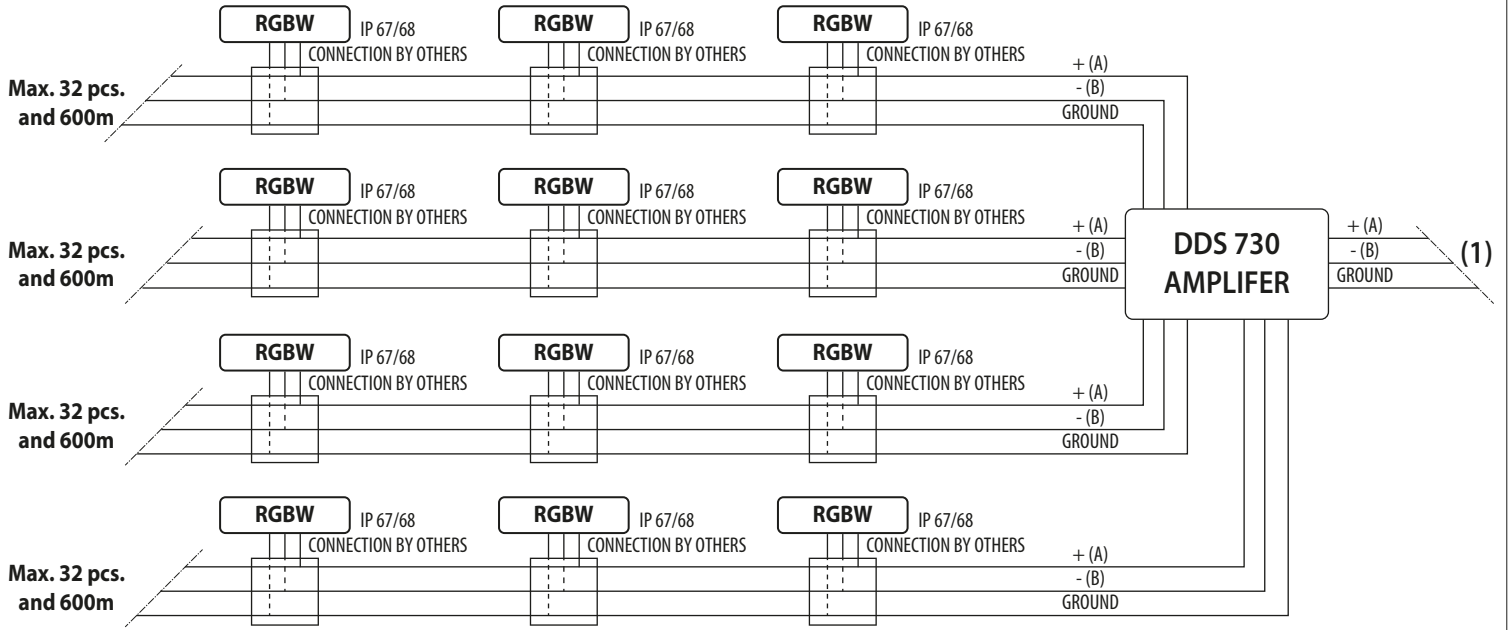 RGBW IP 67/68 RGBW IP 67/68 RGBW IP 67/68
CONNECTION BY OTHERS CONNECTION BY OTHERS CONNECTION BY OTHERS
+ (A)
Max. 32 pcs.
and 600m
- (B)
GROUND
RGBW IP 67/68 RGBW IP 67/68 RGBW IP 67/68
CONNECTION BY OTHERS CONNECTION BY OTHERS CONNECTION BY OTHERS
+ (A)
Max. 32 pcs.
and 600m
- (B)
GROUND
DDS 730
AMPLIFER
+ (A)
- (B)
GROUND
(1)
RGBW IP 67/68 RGBW IP 67/68 RGBW IP 67/68
CONNECTION BY OTHERS CONNECTION BY OTHERS CONNECTION BY OTHERS
+ (A)
Max. 32 pcs.
and 600m
- (B)
GROUND
RGBW IP 67/68 RGBW IP 67/68 RGBW IP 67/68
CONNECTION BY OTHERS CONNECTION BY OTHERS CONNECTION BY OTHERS
+ (A)
Max. 32 pcs.
and 600m
- (B)
GROUND